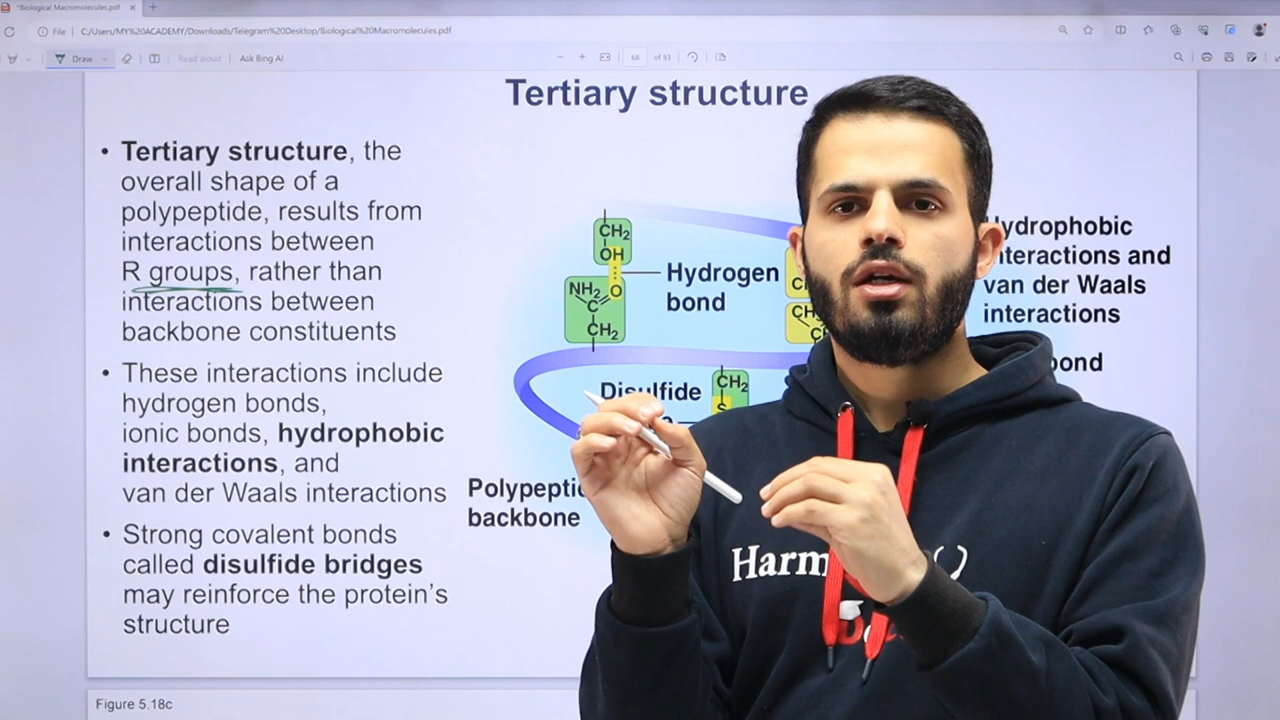 *Biological Macromolecules.pdf
File
C:/Users/MY%20ACADEMY/Downloads/Telegram%20Desktop/Biological%20Macromolecules.pdf
Draw
Read aloud
Ask Bing AI
68
of 93
Tertiary structure
• Tertiary structure, the
overall shape of a
polypeptide, results from
interactions between
R groups, rather than
interactions between
backbone constituents
• These interactions include
hydrogen bonds,
ionic bonds, hydrophobic
interactions, and
van der Waals interactions
• Strong covalent bonds
called disulfide bridges
may reinforce the protein's
structure
CH2
OH
O
NH2
C
CH2
Hydrogen
bond
Hydrophobic
interactions and
van der Waals
interactions
bond
Disulfide
CH2
S
Polypeptic
backbone
Harm
Figure 5.18c